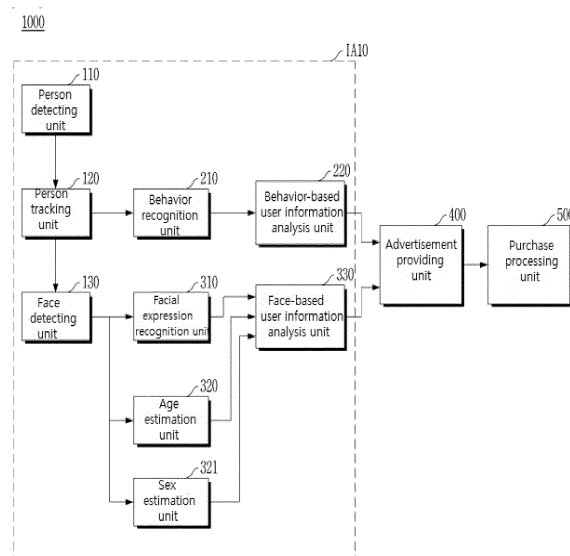 1000
IA10
110
Person
detecting
unit
120
Person
tracking
unit
210
Behavior
recognition
unit
220
Behavior-based
user information
analysis unit
400
Advertisement
providing
unit
500
Purchase
processing
unit
130
Face
detecting
unit
310
Facial
expression
recognition unit
330
Face-based
user information
analysis unit
320
Age
estimation
unit
321
Sex
estimation
unit